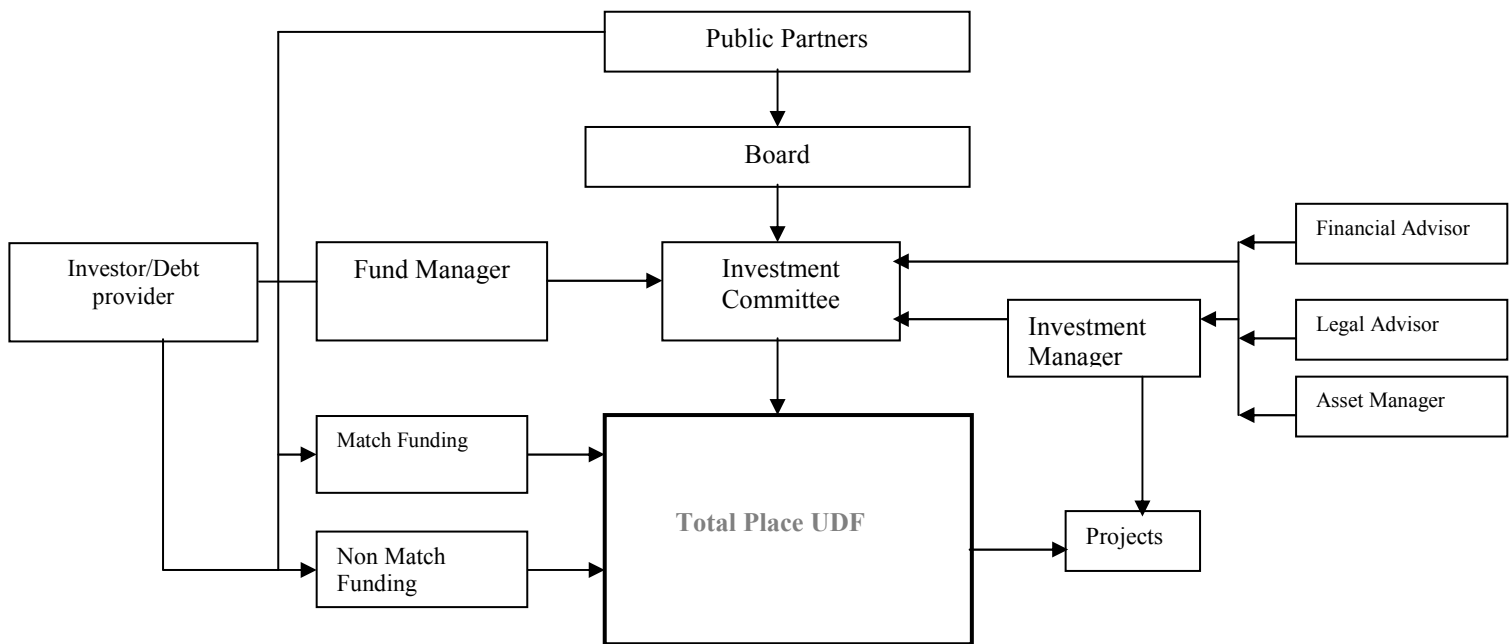 Public Partners
Board
Financial Advisor
Investor/Debt
provider
Fund Manager
Investment
Committee
Investment
Manager
Legal Advisor
Asset Manager
Match Funding
Total Place UDF
Projects
Non Match
Funding